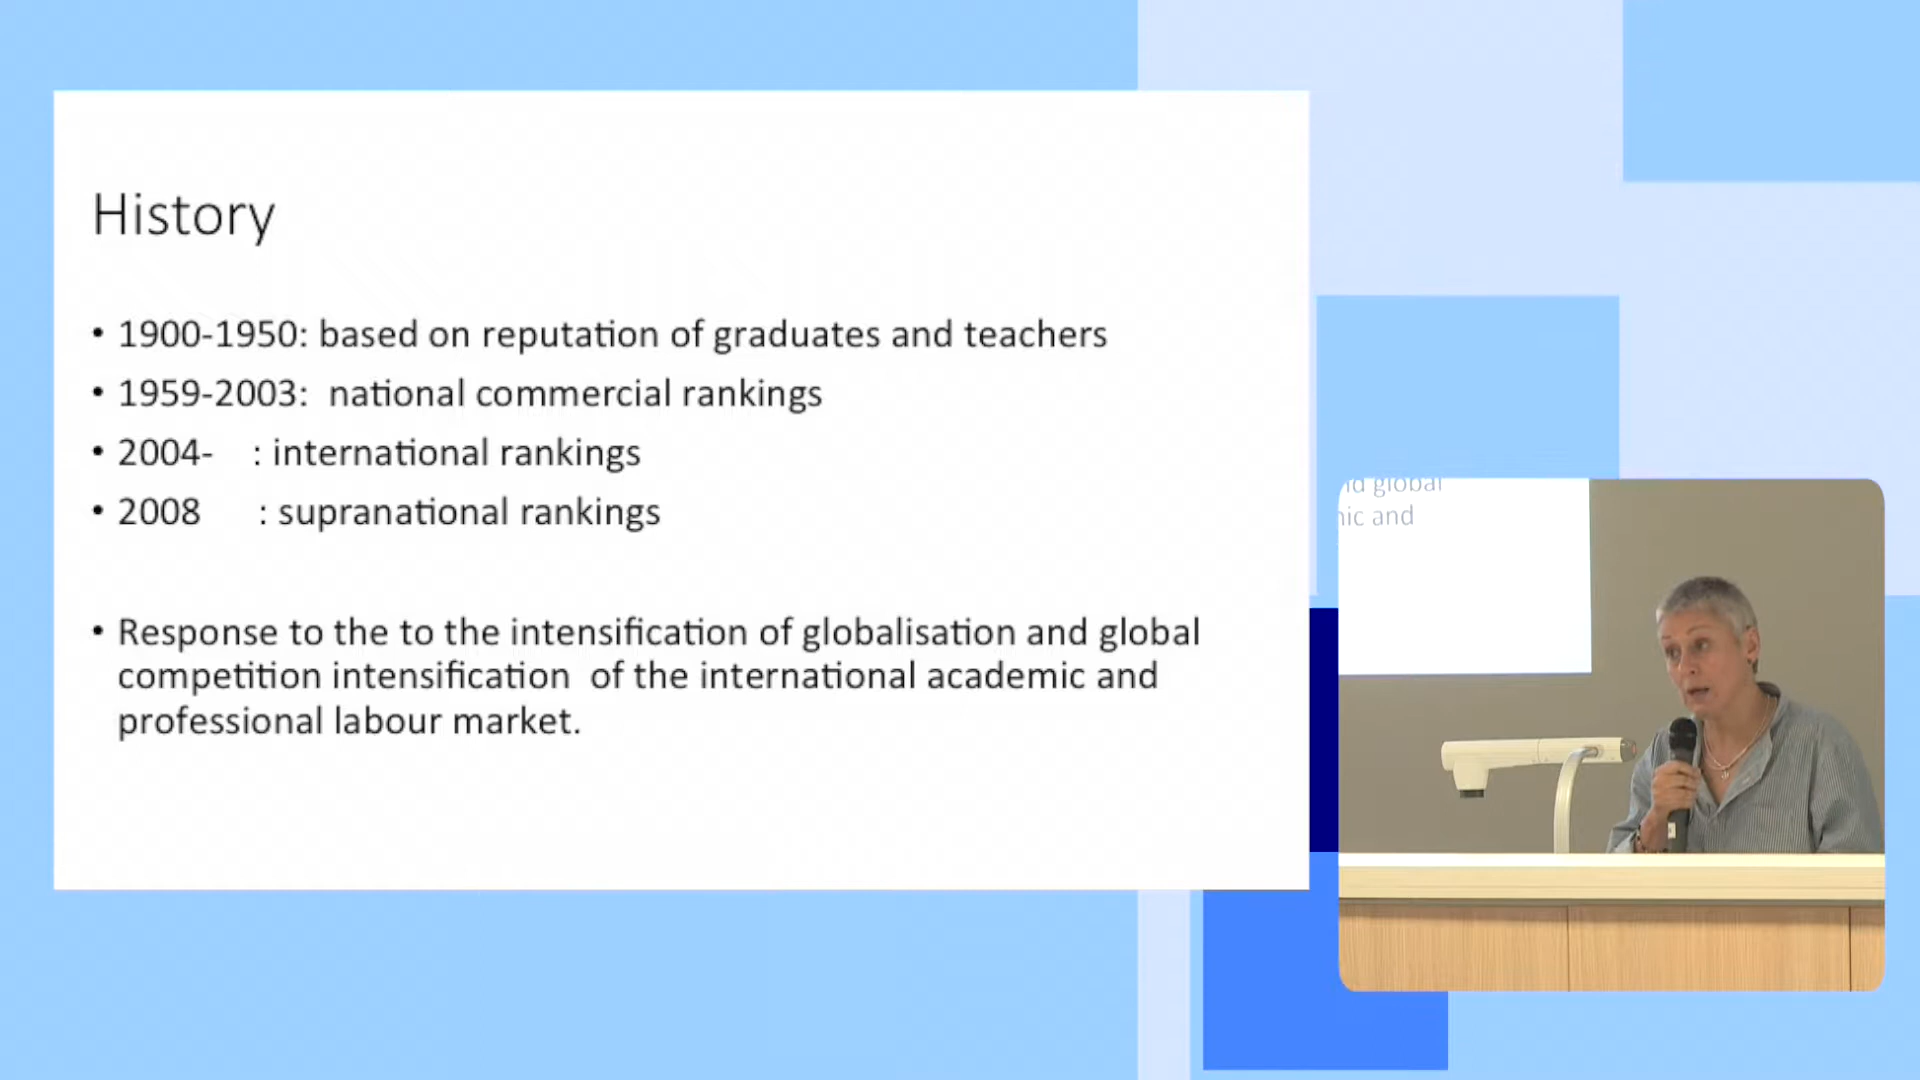 History
• 1900-1950: based on reputation of graduates and teachers
• 1959-2003:  national commercial rankings
• 2004-    : international rankings
• 2008      : supranational rankings
• Response to the to the intensification of globalisation and global
competition intensification  of the international academic and
professional labour market.
global
and